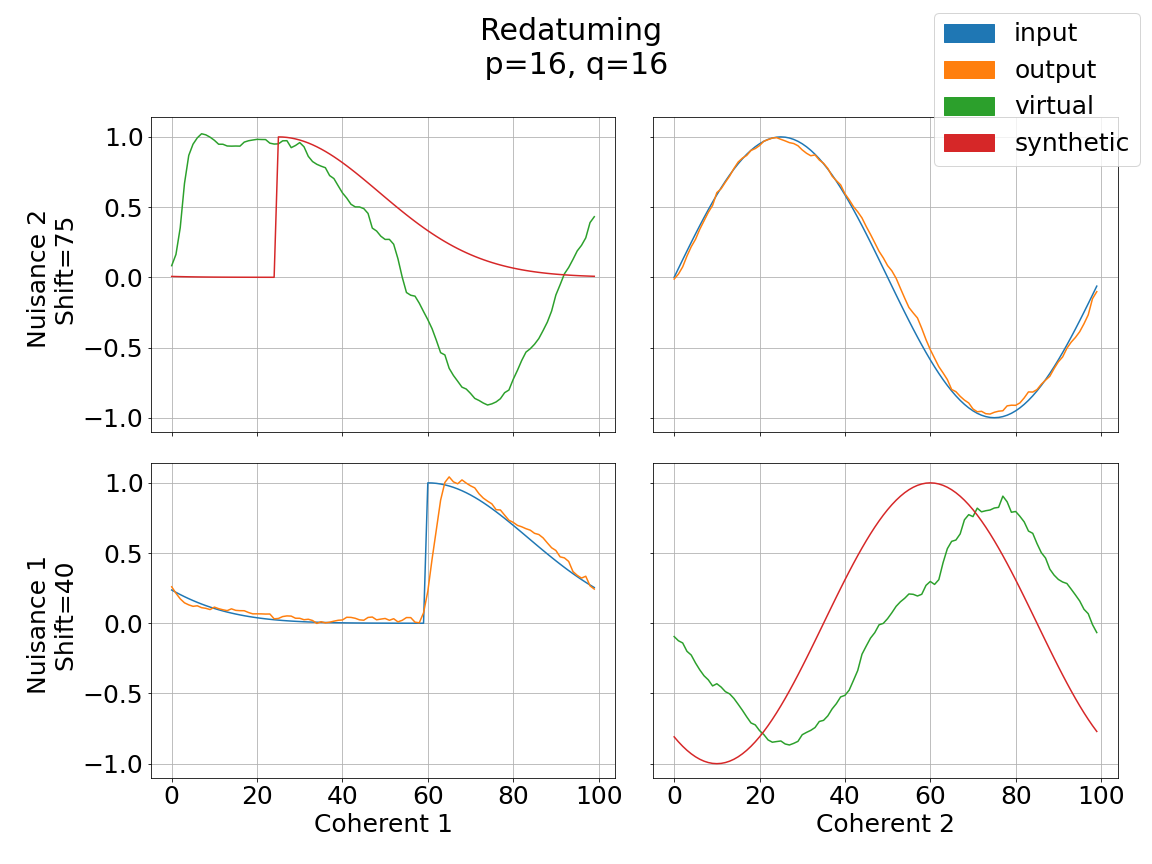 Redatuming
p=16, q=16
input
output
virtual
synthetic
Nuisance 2
Shift=75
1.0
0.5
0.0
−0.5
−1.0
Nuisance 1
Shift=40
1.0
0.5
0.0
−0.5
−1.0
0 20 40 60 80 100
0 20 40 60 80 100
Coherent 1
Coherent 2